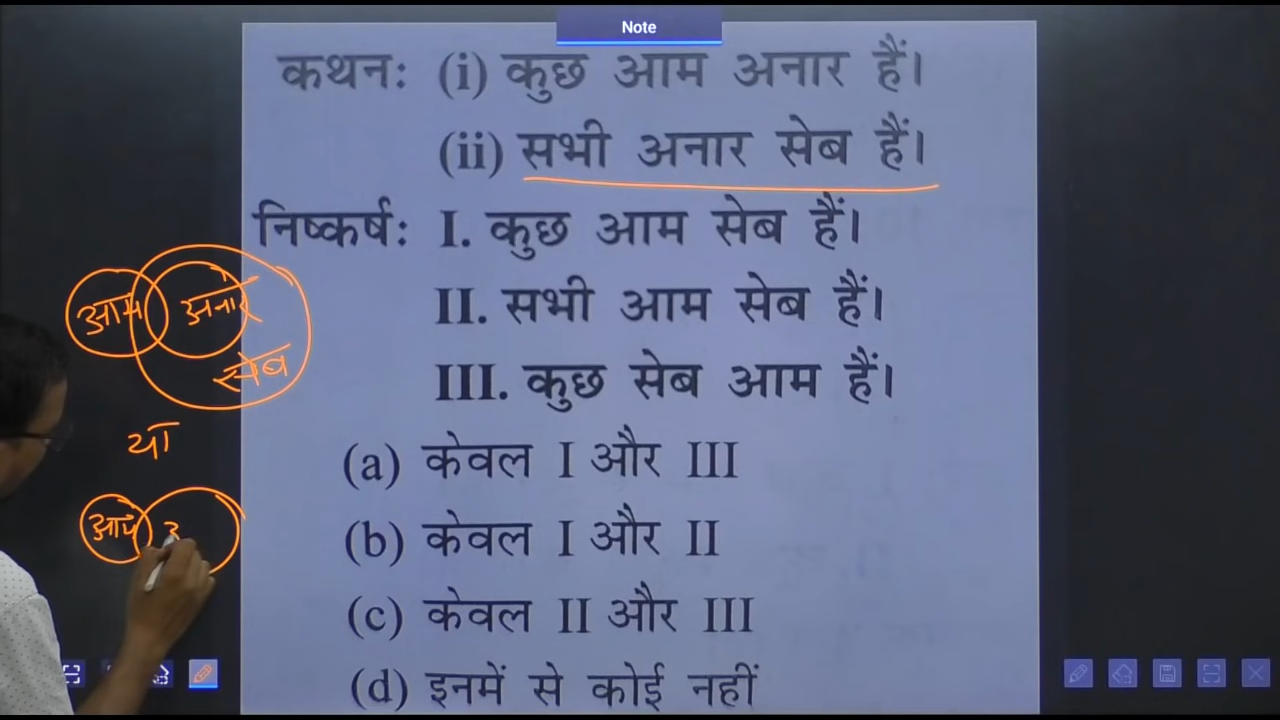 Note
कथनः (i) कुछ आम अनार हैं।
(ii) सभी अनार सेब हैं।
निष्कर्षः I. कुछ आम सेब हैं।
II. सभी आम सेब हैं।
III. कुछ सेब आम हैं।
(a) केवल I और III
(b) केवल I और II
(c) केवल II और III
(d) इनमें से कोई नहीं
आम अनार
सेब
या
आम